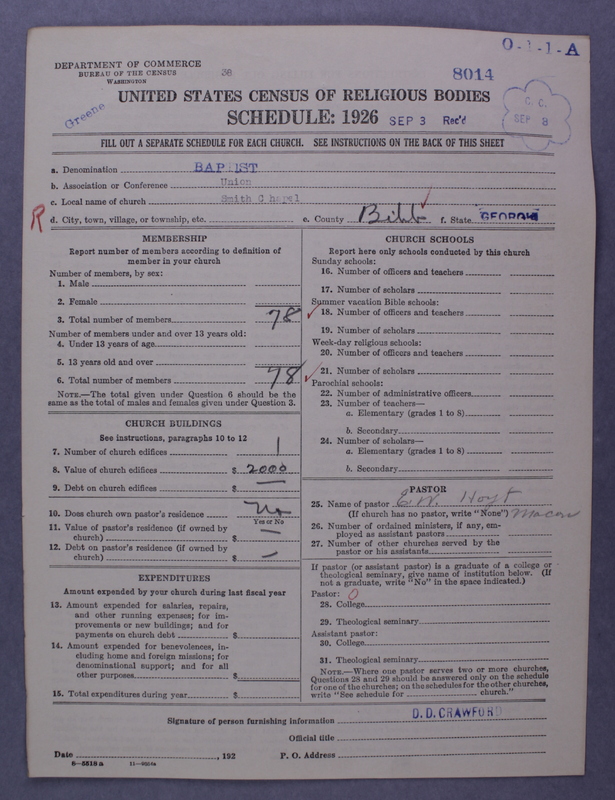 O-1-1-A
DEPARTMENT OF COMMERCE
BUREAU OF THE CENSUS
WASHINGTON
38
8014
Greene
UNITED STATES CENSUS OF RELIGIOUS BODIES
SCHEDULE: 1926
SEP 3 Rec'd
C. C.
SEP 8
FILL OUT A SEPARATE SCHEDULE FOR EACH CHURCH. SEE INSTRUCTIONS ON THE BACK OF THIS SHEET
a. Denomination BAPTIST
b. Association or Conference Union
c. Local name of church Smith Chapel
R d. City, town, village, or township, etc. e. County Bibb f. State GEORGIA
MEMBERSHIP
Report number of members according to definition of
member in your church
Number of members, by sex:
1. Male
2. Female
3. Total number of members 78
Number of members under and over 13 years old:
4. Under 13 years of age
5. 13 years old and over
6. Total number of members 78
NOTE.—The total given under Question 6 should be the
same as the total of males and females given under Question 3.
CHURCH BUILDINGS
See instructions, paragraphs 10 to 12
7. Number of church edifices 1
8. Value of church edifices $ 2000
9. Debt on church edifices $ —
10. Does church own pastor's residence No
Yes or No
11. Value of pastor's residence (if owned by
church) $ —
12. Debt on pastor's residence (if owned by
church) $ —
EXPENDITURES
Amount expended by your church during last fiscal year
13. Amount expended for salaries, repairs,
and other running expenses; for im-
provements or new buildings; and for
payments on church debt $
14. Amount expended for benevolences, in-
cluding home and foreign missions; for
denominational support; and for all
other purposes $
15. Total expenditures during year $
CHURCH SCHOOLS
Report here only schools conducted by this church
Sunday schools:
16. Number of officers and teachers
17. Number of scholars
Summer vacation Bible schools:
18. Number of officers and teachers
19. Number of scholars
Week-day religious schools:
20. Number of officers and teachers
21. Number of scholars
Parochial schools:
22. Number of administrative officers
23. Number of teachers—
a. Elementary (grades 1 to 8)
b. Secondary
24. Number of scholars—
a. Elementary (grades 1 to 8)
b. Secondary
PASTOR
25. Name of pastor E.W. Hoyt
(If church has no pastor, write "None") Macon
26. Number of ordained ministers, if any, em-
ployed as assistant pastors
27. Number of other churches served by the
pastor or his assistants
If pastor (or assistant pastor) is a graduate of a college or
theological seminary, give name of institution below. (If
not a graduate, write "No" in the space indicated.)
Pastor: 0
28. College
29. Theological seminary
Assistant pastor:
30. College
31. Theological seminary
NOTE.—Where one pastor serves two or more churches,
Questions 28 and 29 should be answered only on the schedule
for one of the churches; on the schedules for the other churches,
write "See schedule for church."
Signature of person furnishing information D. D. CRAWFORD
Official title
Date , 192 P. O. Address
8-5518a 11-9016a